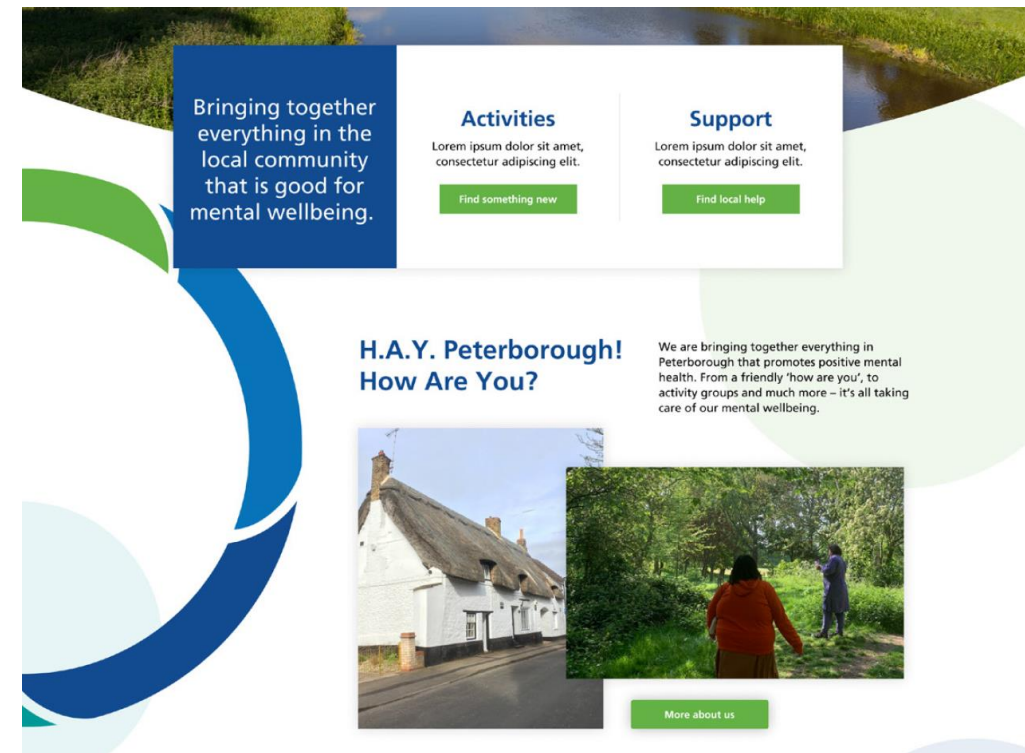 Bringing together
everything in the
local community
that is good for
mental wellbeing.
Activities
Lorem ipsum dolor sit amet,
consectetur adipiscing elit.
Find something new
Support
Lorem ipsum dolor sit amet,
consectetur adipiscing elit.
Find local help
H.A.Y. Peterborough!
How Are You?
We are bringing together everything in
Peterborough that promotes positive mental
health. From a friendly ‘how are you’, to
activity groups and much more – it’s all taking
care of our mental wellbeing.
More about us